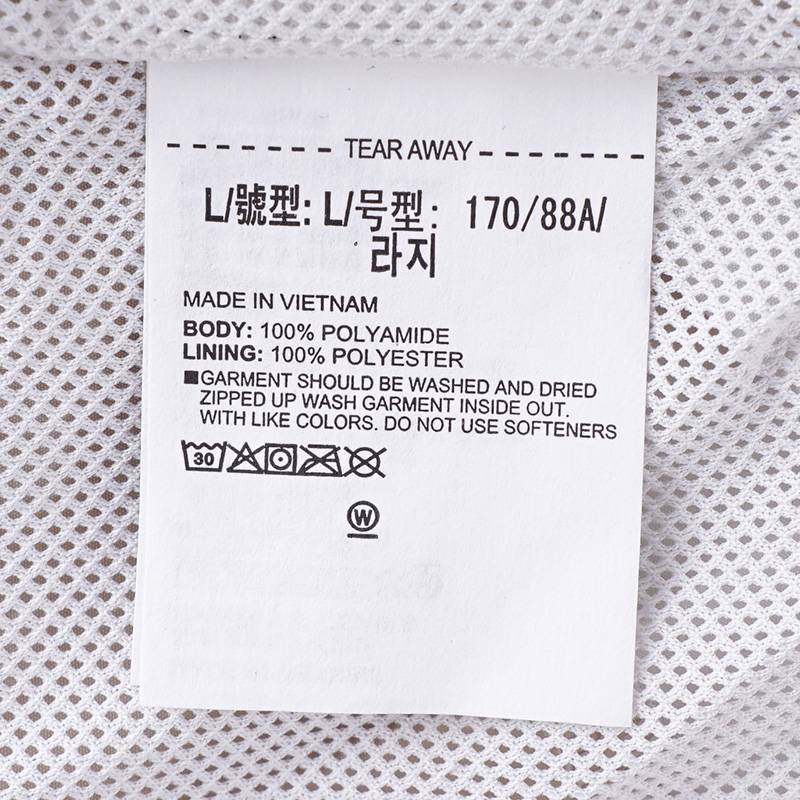 TEAR AWAY
L/號型: L/号型: 170/88A/
라지
MADE IN VIETNAM
BODY: 100% POLYAMIDE
LINING: 100% POLYESTER
■GARMENT SHOULD BE WASHED AND DRIED
ZIPPED UP WASH GARMENT INSIDE OUT.
WITH LIKE COLORS. DO NOT USE SOFTENERS
30
W